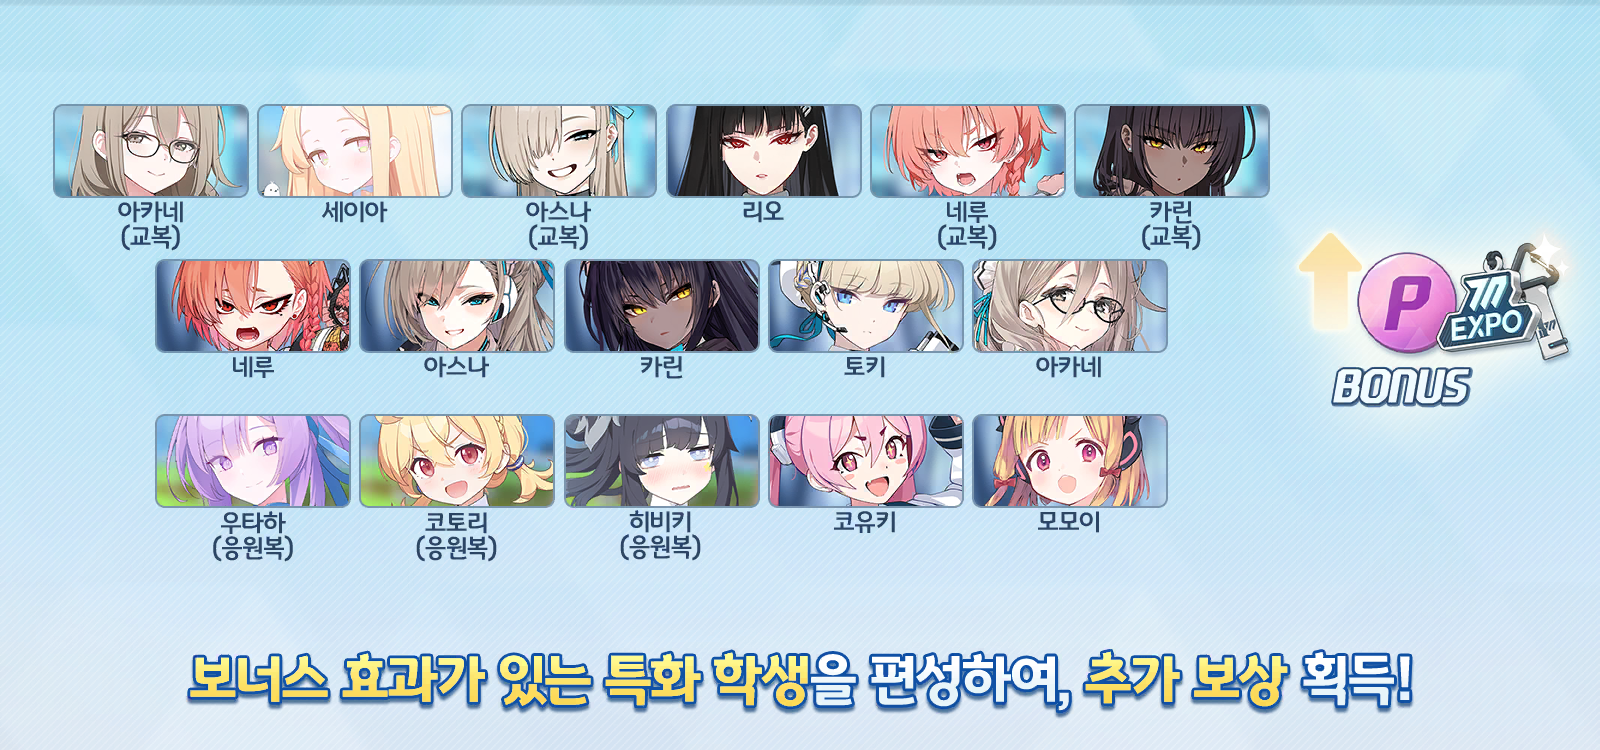 아카네
(교복)
세이아
아스나
(교복)
리오
네루
(교복)
카린
(교복)
네루
아스나
카린
토키
아카네
우타하
(응원복)
코토리
(응원복)
히비키
(응원복)
코유키
모모이
P
EXPO
BONUS
보너스 효과가 있는 특화 학생을 편성하여, 추가 보상 획득!